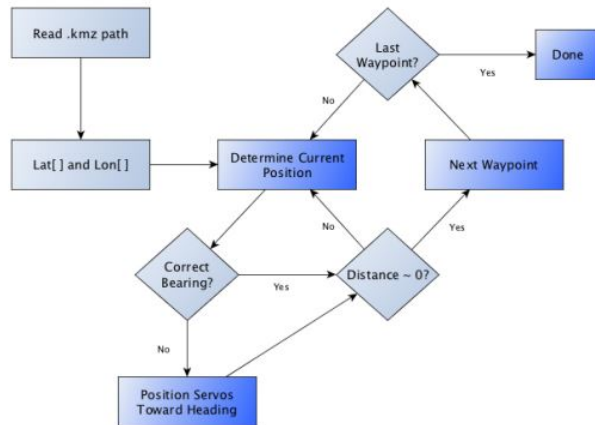 Read .kmz path
Last
Waypoint?
Yes
Done
No
Lat[ ] and Lon[ ]
Determine Current
Position
Next Waypoint
No
Yes
Correct
Bearing?
Yes
Distance ~ 0?
No
Position Servos
Toward Heading